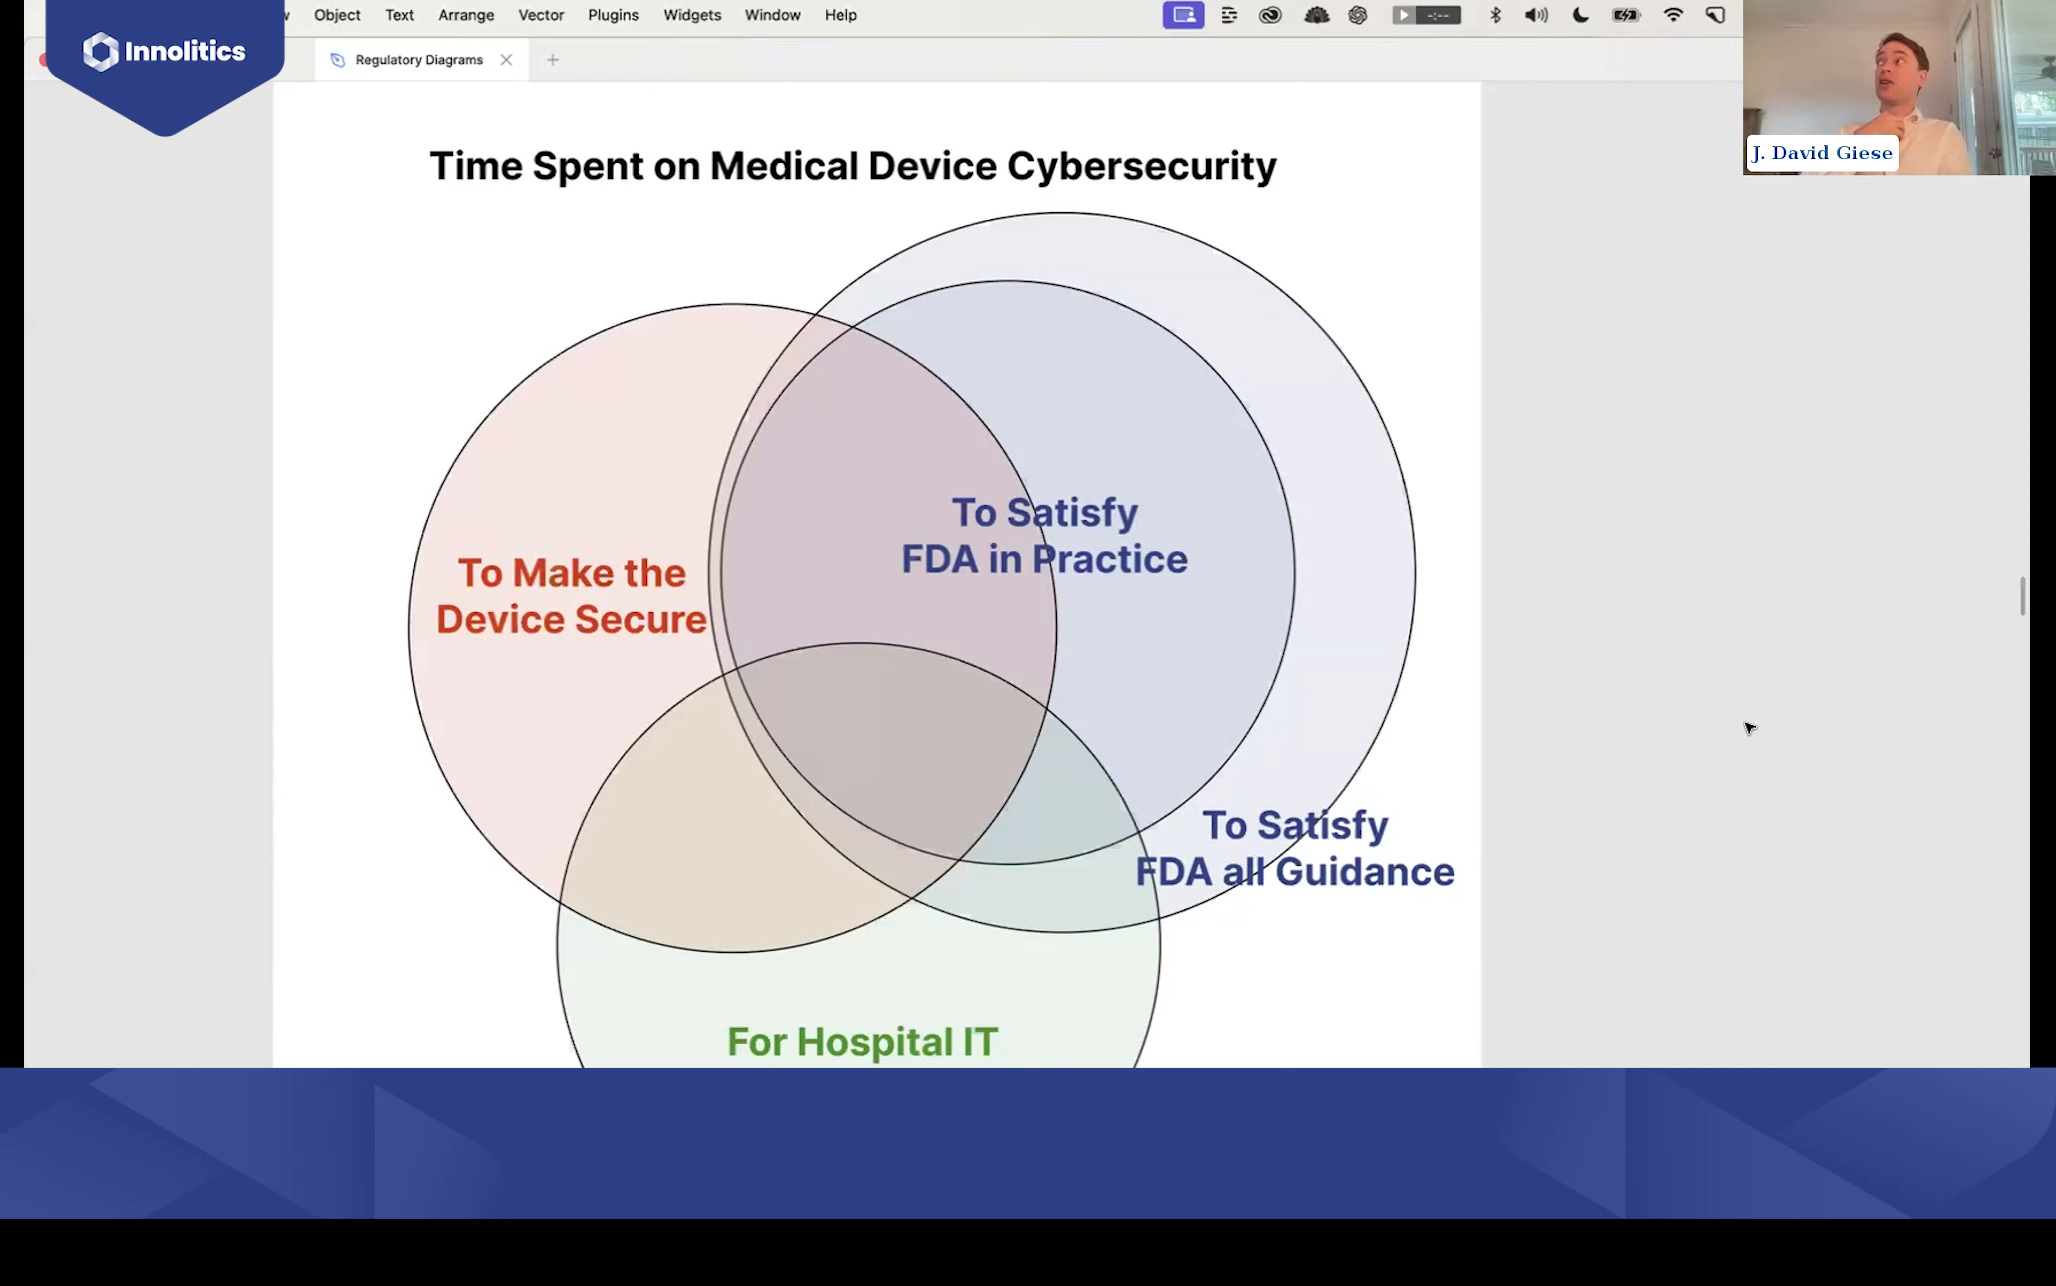 Object Text Arrange Vector Plugins Widgets Window Help
Innolitics
Regulatory Diagrams
J. David Giese
Time Spent on Medical Device Cybersecurity
To Satisfy
FDA in Practice
To Make the
Device Secure
To Satisfy
FDA all Guidance
For Hospital IT